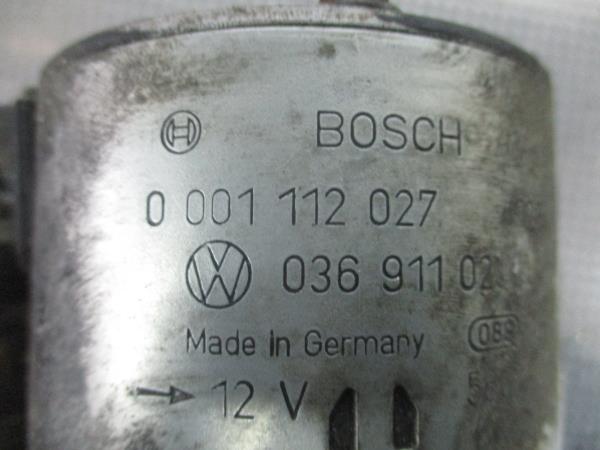 BOSCH
0 001 112 027
036 911 02
Made in Germany
→ 12 V